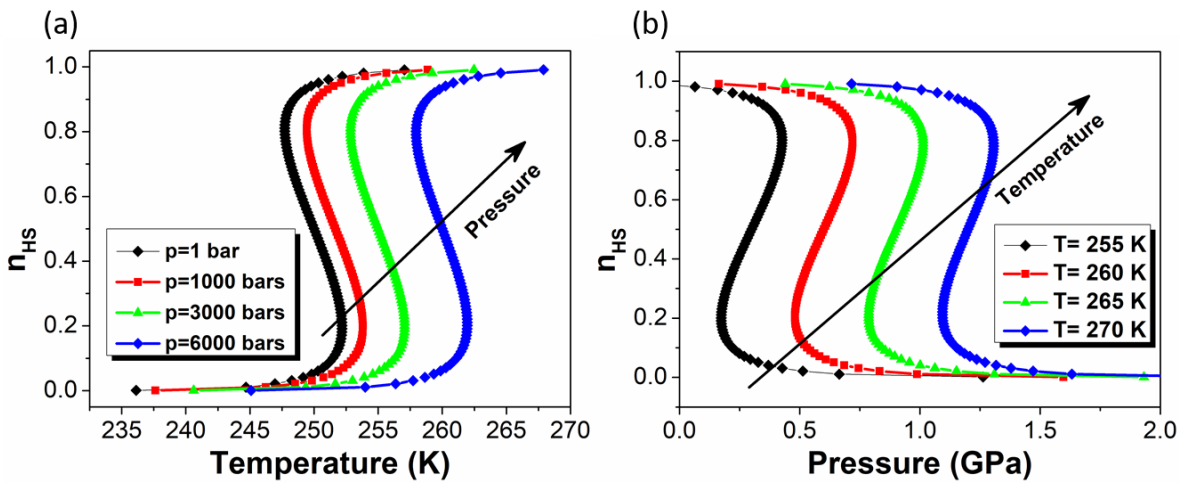 (a)
1.0
0.8
0.6
0.4
0.2
0.0
nHS
p=1 bar
p=1000 bars
p=3000 bars
p=6000 bars
Pressure
235 240 245 250 255 260 265 270
Temperature (K)
(b)
1.0
0.8
0.6
0.4
0.2
0.0
nHS
Temperature
T= 255 K
T= 260 K
T= 265 K
T= 270 K
0.0 0.5 1.0 1.5 2.0
Pressure (GPa)